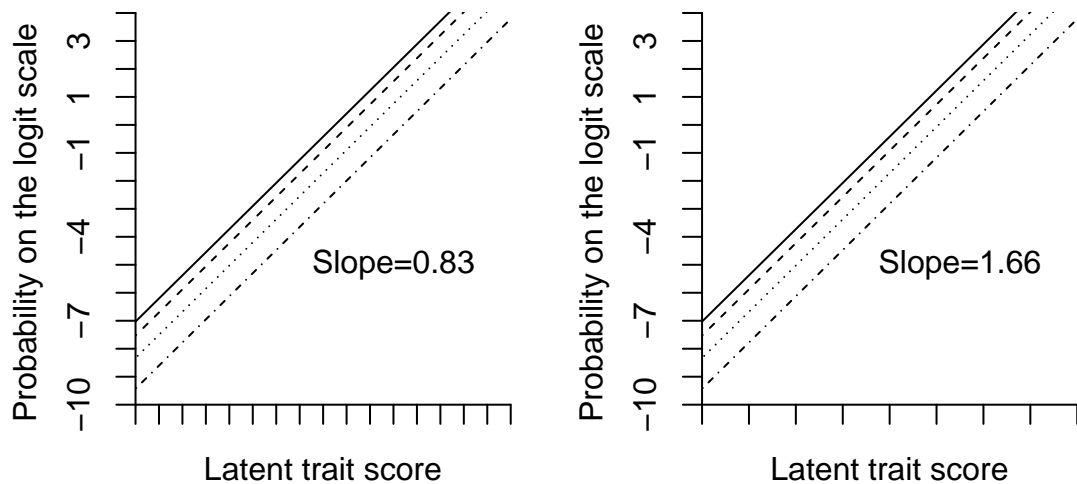 Probability on the logit scale
3
1
−1
−4
−7
−10
Slope=0.83
Latent trait score
Probability on the logit scale
3
1
−1
−4
−7
−10
Slope=1.66
Latent trait score